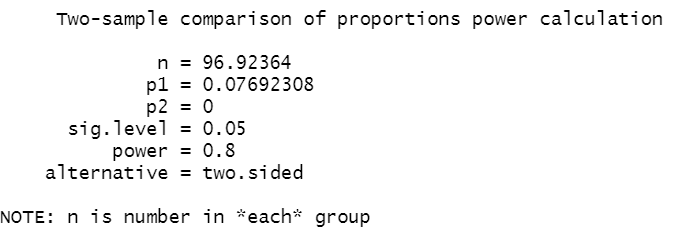 Two-sample comparison of proportions power calculation
n = 96.92364
p1 = 0.07692308
p2 = 0
sig.level = 0.05
power = 0.8
alternative = two.sided
NOTE: n is number in *each* group